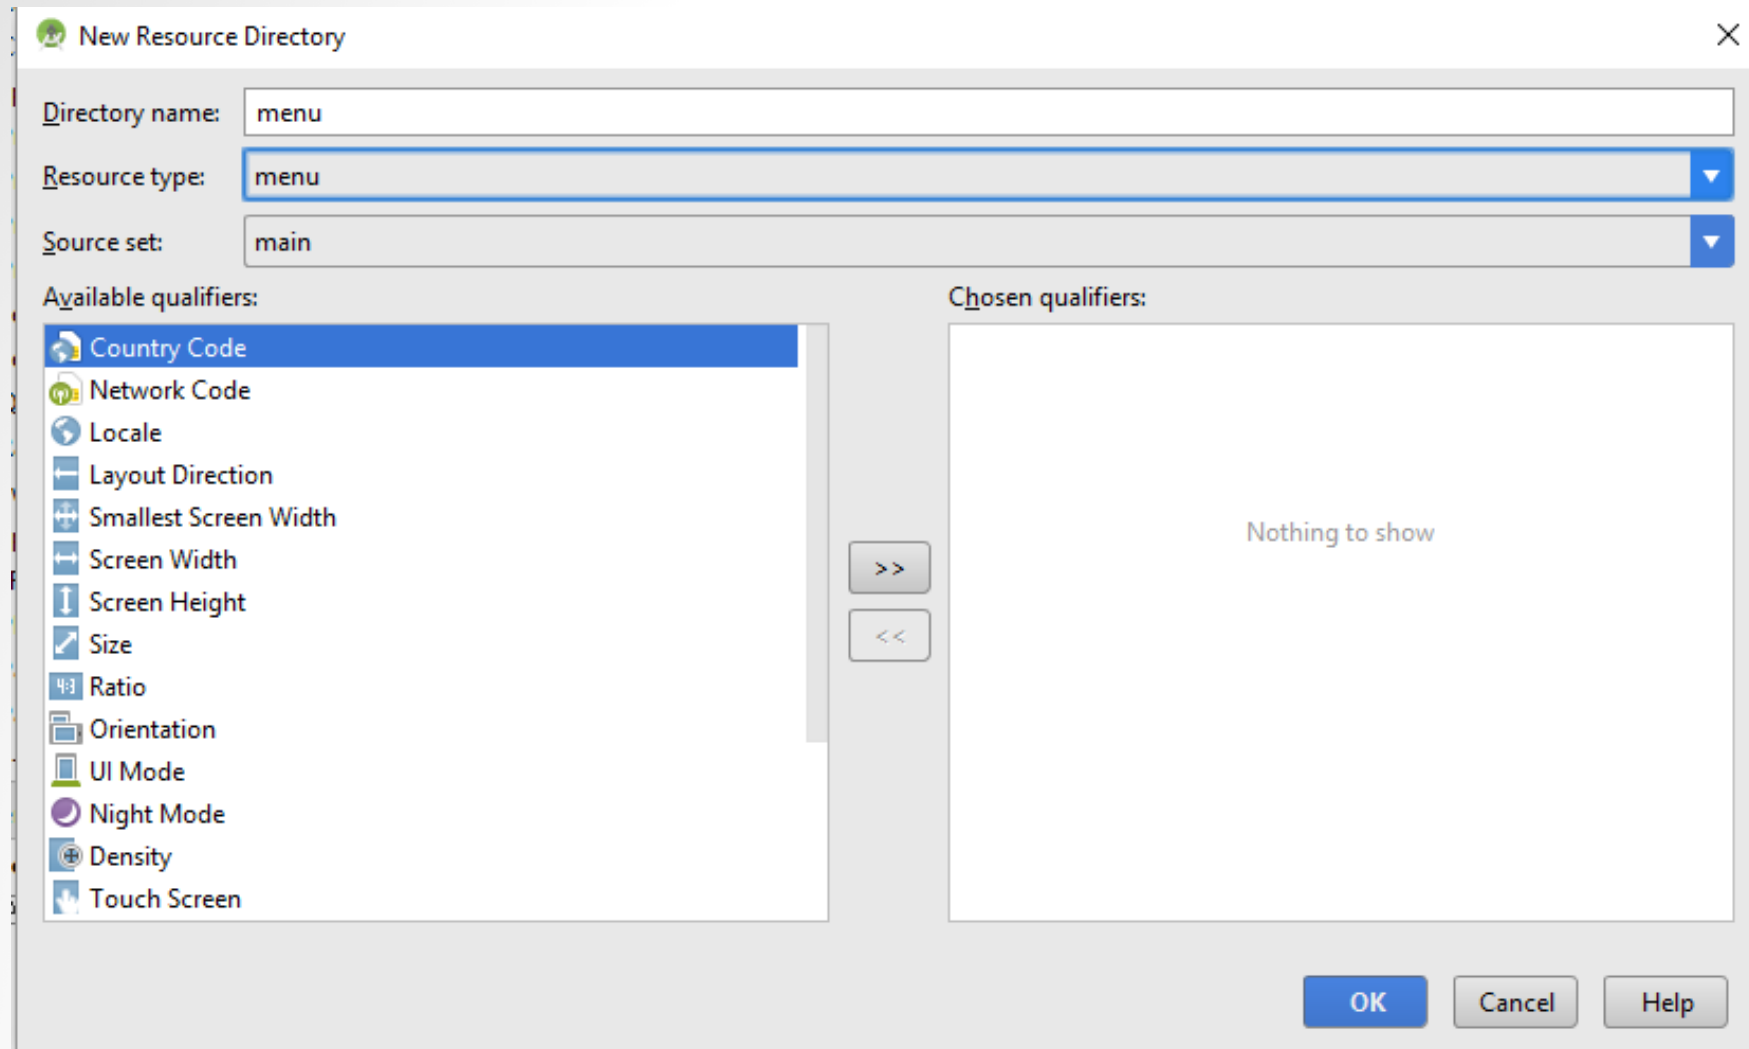 New Resource Directory
Directory name: menu
Resource type: menu
Source set: main
Available qualifiers:
Chosen qualifiers:
Country Code
Network Code
Locale
Layout Direction
Smallest Screen Width
Screen Width
Screen Height
Size
4:3 Ratio
Orientation
UI Mode
Night Mode
Density
Touch Screen
>>
<<
Nothing to show
OK
Cancel
Help